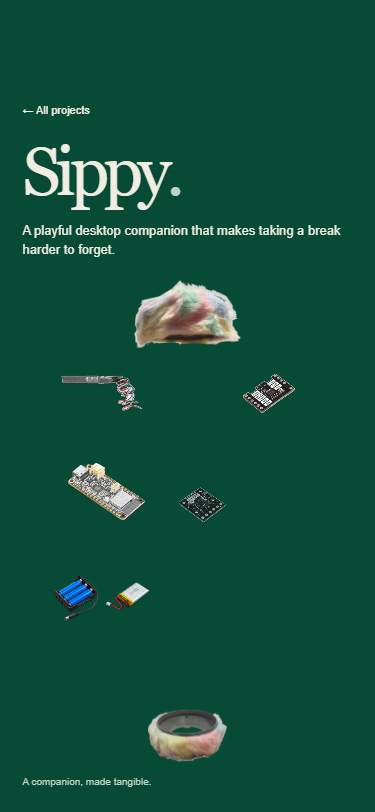 ← All projects
Sippy.
A playful desktop companion that makes taking a break
harder to forget.
A companion, made tangible.